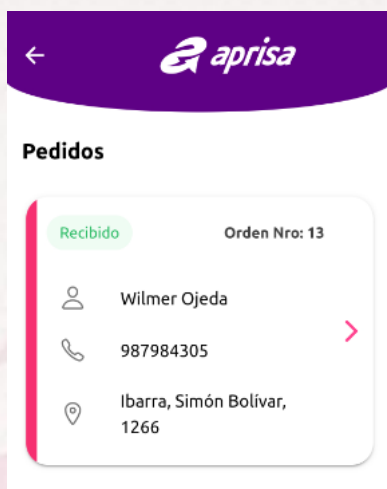 aprisa
Pedidos
Recibido Orden Nro: 13
Wilmer Ojeda
987984305
Ibarra, Simón Bolívar,
1266